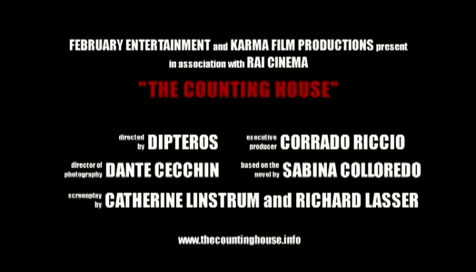 FEBRUARY ENTERTAINMENT and KARMA FILM PRODUCTIONS present
in association with RAI CINEMA
"THE COUNTING HOUSE"
directed by DIPTEROS executive producer CORRADO RICCIO
director of photography DANTE CECCHIN based on the novel by SABINA COLLOREDO
screenplay by CATHERINE LINSTRUM and RICHARD LASSER
www.thecountinghouse.info